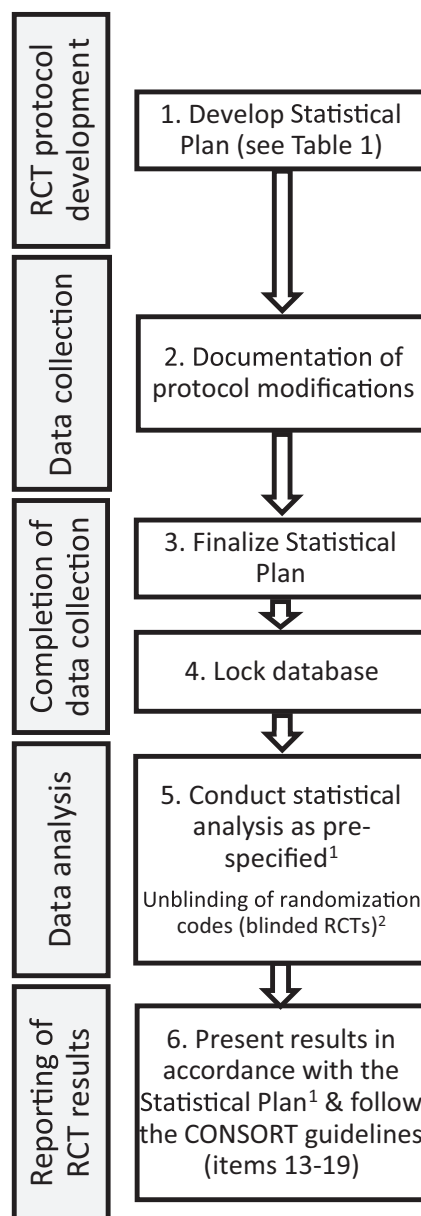 RCT protocol
development
1. Develop Statistical
Plan (see Table 1)
Data collection
2. Documentation of
protocol modifications
Completion of
data collection
3. Finalize Statistical
Plan
4. Lock database
Data analysis
5. Conduct statistical
analysis as pre-
specified¹
Unblinding of randomization
codes (blinded RCTs)²
Reporting of
RCT results
6. Present results in
accordance with the
Statistical Plan¹ & follow
the CONSORT guidelines
(items 13-19)